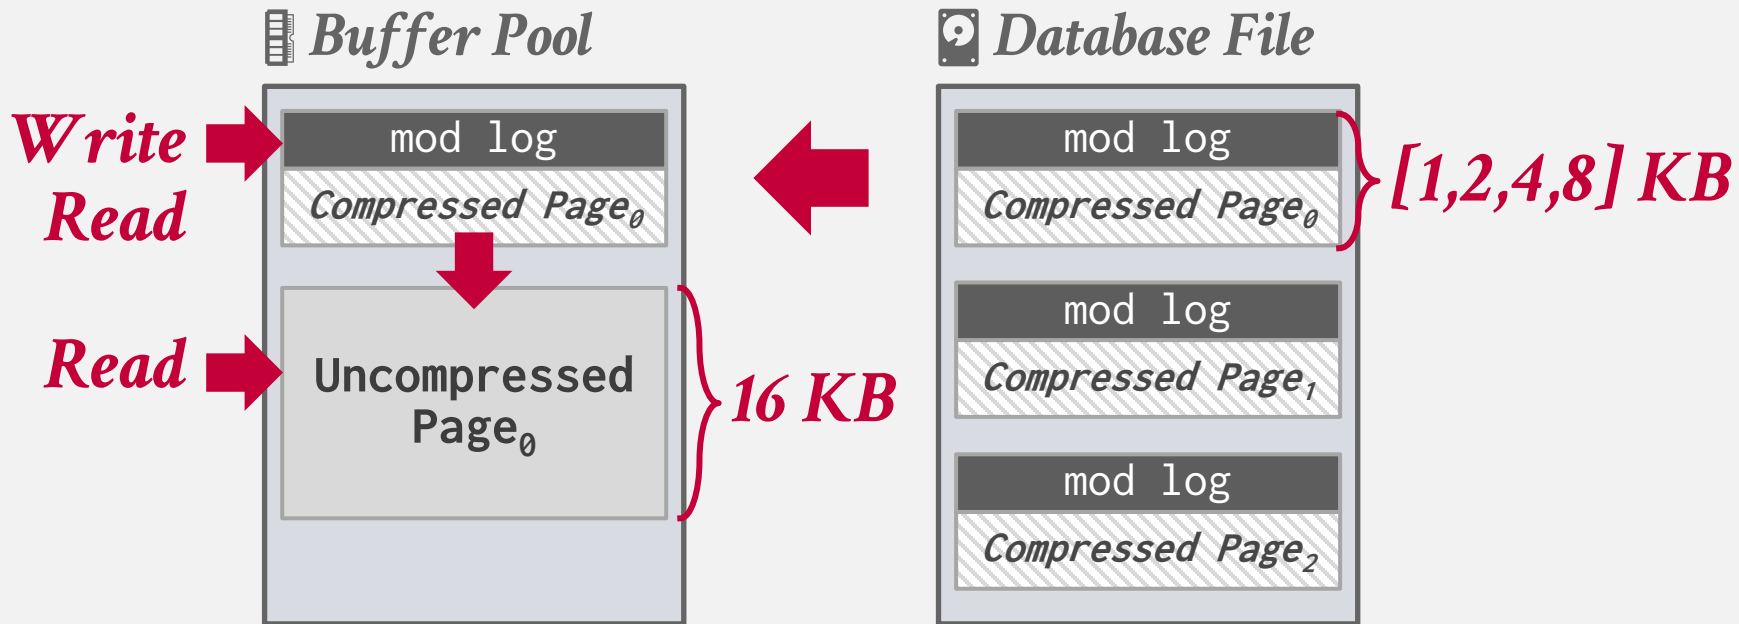 Buffer Pool
Database File
Write
Read
mod log
Compressed Page₀
mod log
Compressed Page₀
[1,2,4,8] KB
Read
Uncompressed
Page₀
16 KB
mod log
Compressed Page₁
mod log
Compressed Page₂